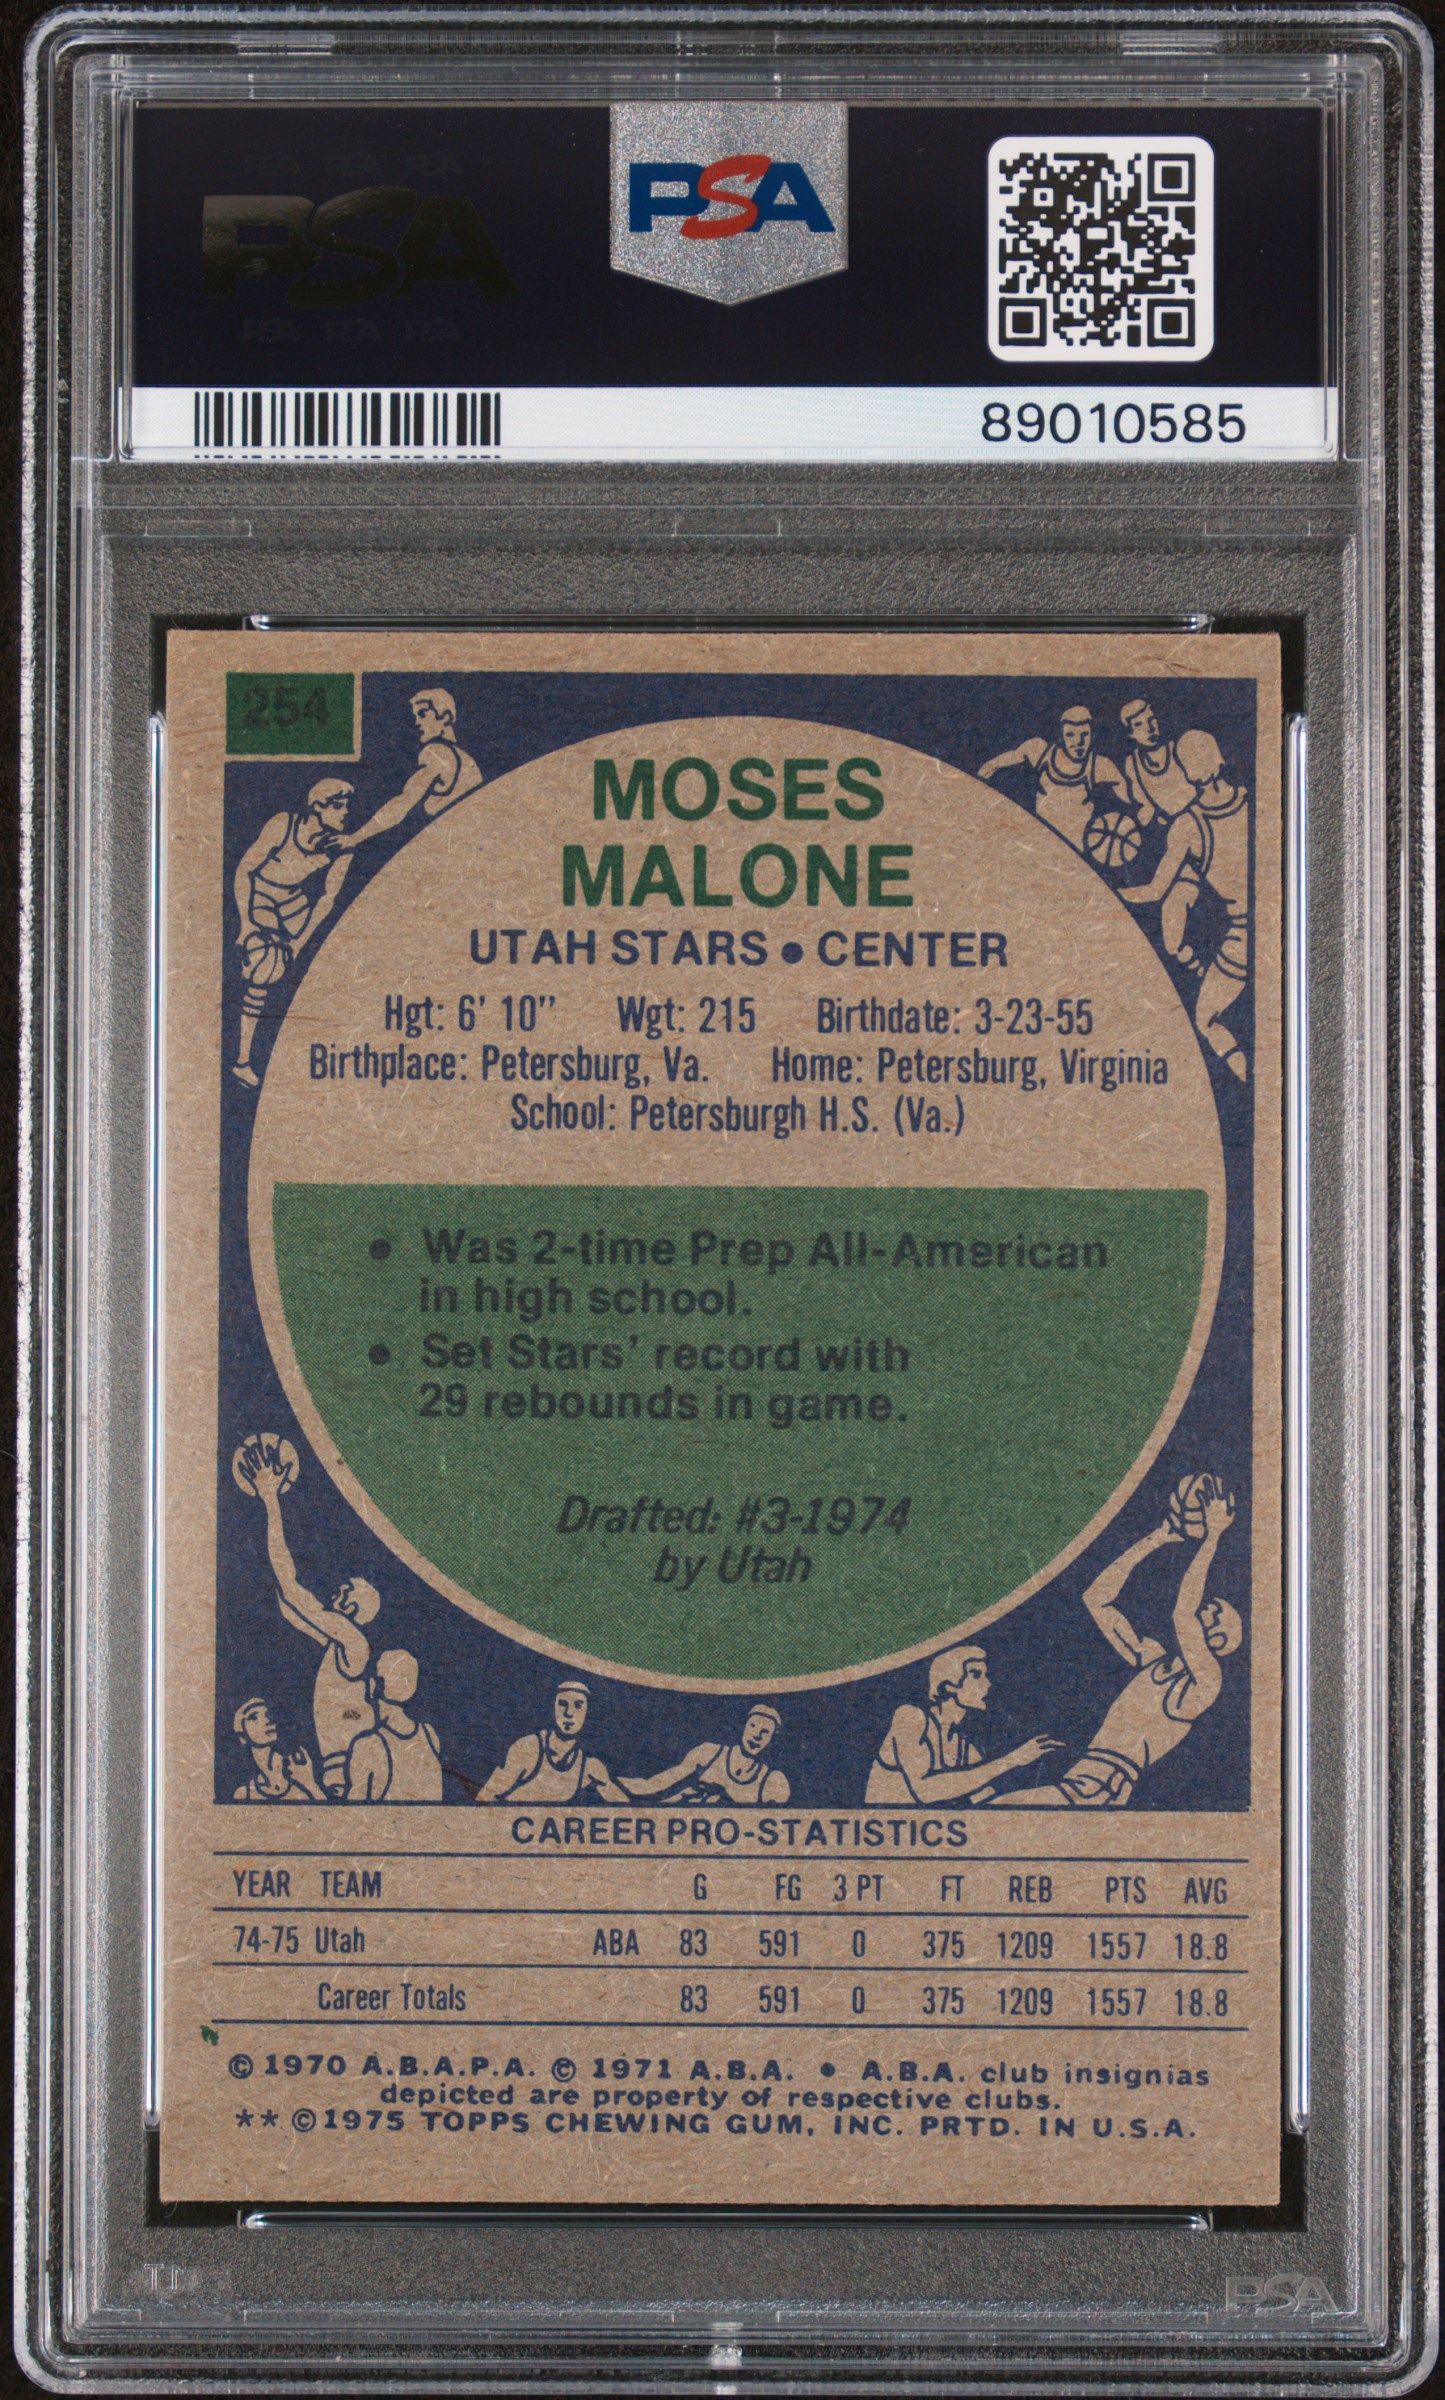 PSA
PSA
89010585
254
MOSES
MALONE
UTAH STARS • CENTER
Hgt: 6' 10" Wgt: 215 Birthdate: 3-23-55
Birthplace: Petersburg, Va. Home: Petersburg, Virginia
School: Petersburgh H.S. (Va.)
• Was 2-time Prep All-American
in high school.
• Set Stars' record with
29 rebounds in game.
Drafted: #3-1974
by Utah
CAREER PRO-STATISTICS
YEAR TEAM G FG 3 PT FT REB PTS AVG
74-75 Utah ABA 83 591 0 375 1209 1557 18.8
Career Totals 83 591 0 375 1209 1557 18.8
© 1970 A.B.A.P.A. © 1971 A.B.A. • A.B.A. club insignias
depicted are property of respective clubs.
** © 1975 TOPPS CHEWING GUM, INC. PRTD. IN U.S.A.
PSA